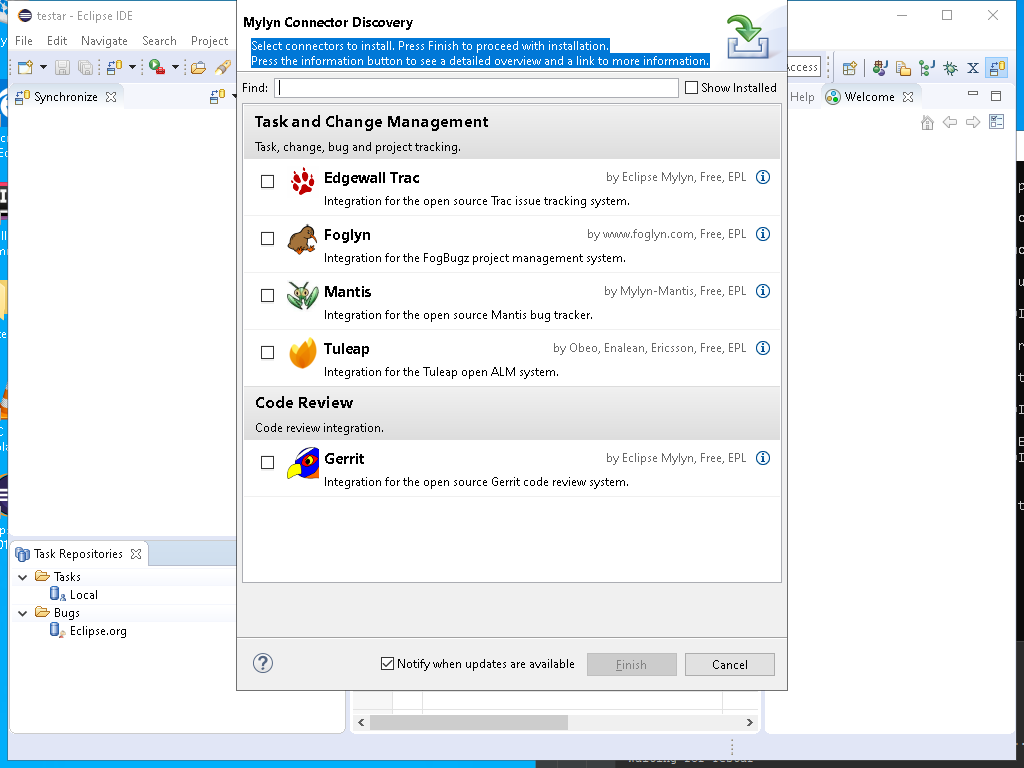 testar - Eclipse IDE
File Edit Navigate Search Project
Synchronize
Mylyn Connector Discovery
Select connectors to install. Press Finish to proceed with installation.
Press the information button to see a detailed overview and a link to more information.
Find:
Show Installed
Task and Change Management
Task, change, bug and project tracking.
Edgewall Trac
by Eclipse Mylyn, Free, EPL
Integration for the open source Trac issue tracking system.
Foglyn
by www.foglyn.com, Free, EPL
Integration for the FogBugz project management system.
Mantis
by Mylyn-Mantis, Free, EPL
Integration for the open source Mantis bug tracker.
Tuleap
by Obeo, Enalean, Ericsson, Free, EPL
Integration for the Tuleap open ALM system.
Code Review
Code review integration.
Gerrit
by Eclipse Mylyn, Free, EPL
Integration for the open source Gerrit code review system.
Notify when updates are available
Finish
Cancel
Help
Welcome
Task Repositories
Tasks
Local
Bugs
Eclipse.org